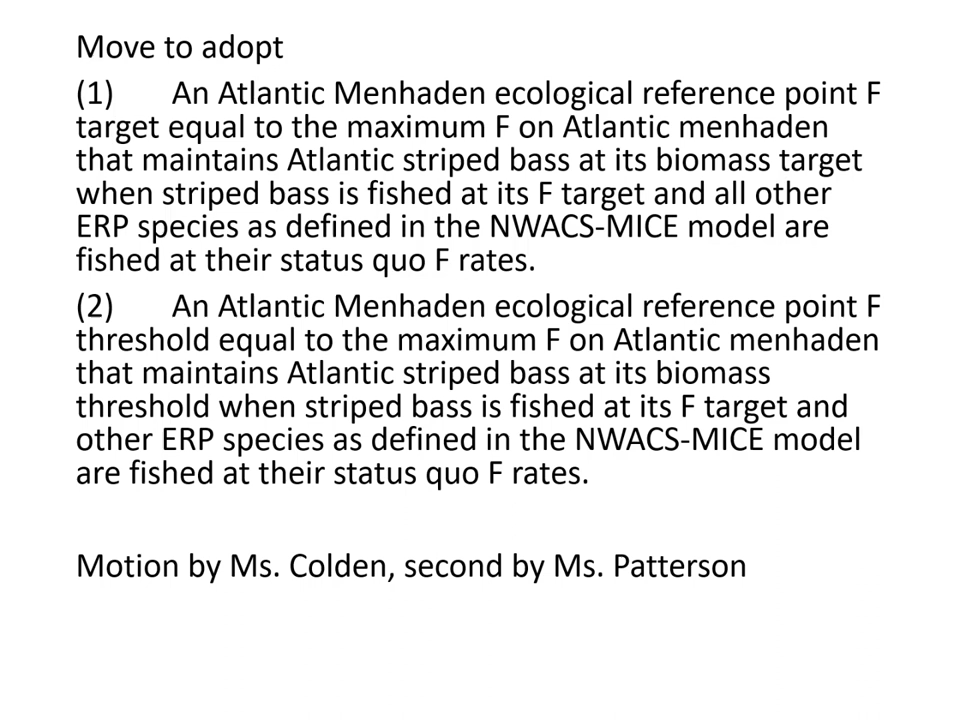 Move to adopt
(1) An Atlantic Menhaden ecological reference point F
target equal to the maximum F on Atlantic menhaden
that maintains Atlantic striped bass at its biomass target
when striped bass is fished at its F target and all other
ERP species as defined in the NWACS-MICE model are
fished at their status quo F rates.
(2) An Atlantic Menhaden ecological reference point F
threshold equal to the maximum F on Atlantic menhaden
that maintains Atlantic striped bass at its biomass
threshold when striped bass is fished at its F target and
other ERP species as defined in the NWACS-MICE model
are fished at their status quo F rates.
Motion by Ms. Colden, second by Ms. Patterson